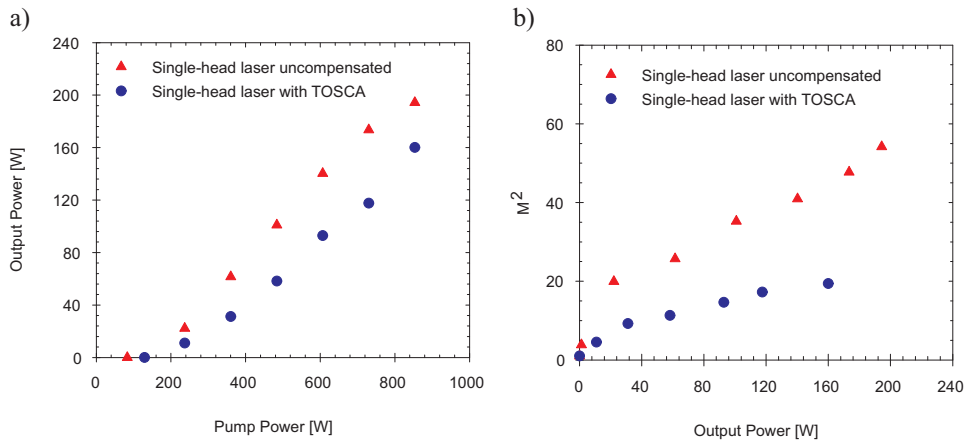 a)
240
200
160
120
80
40
0
Output Power [W]
Single-head laser uncompensated
Single-head laser with TOSCA
0 200 400 600 800 1000
Pump Power [W]
b)
80
60
40
20
0
M²
Single-head laser uncompensated
Single-head laser with TOSCA
0 40 80 120 160 200 240
Output Power [W]